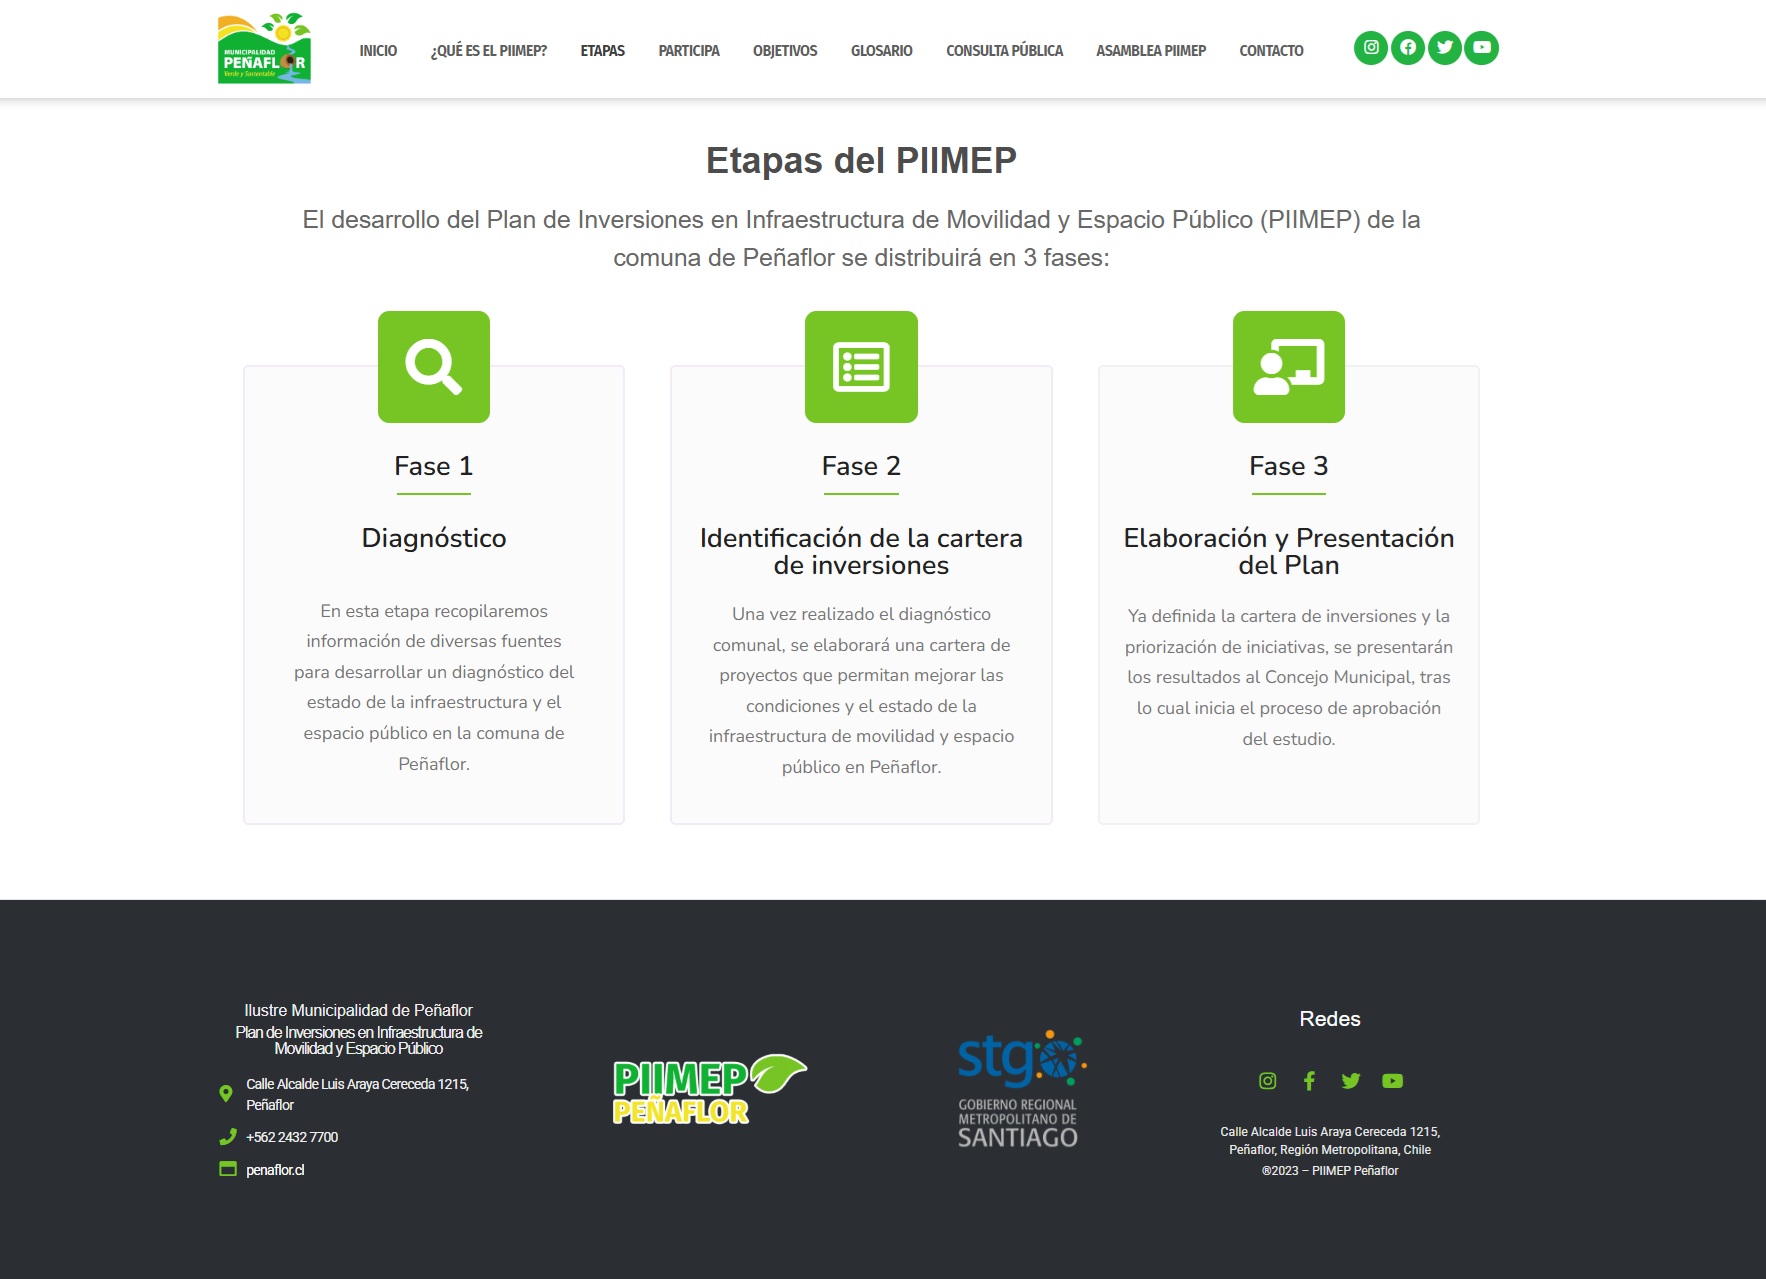 MUNICIPALIDAD
PEÑAFLOR
Verde y Sustentable
INICIO
¿QUÉ ES EL PIIMEP?
ETAPAS
PARTICIPA
OBJETIVOS
GLOSARIO
CONSULTA PÚBLICA
ASAMBLEA PIIMEP
CONTACTO
Etapas del PIIMEP
El desarrollo del Plan de Inversiones en Infraestructura de Movilidad y Espacio Público (PIIMEP) de la
comuna de Peñaflor se distribuirá en 3 fases:
Fase 1
Diagnóstico
En esta etapa recopilaremos
información de diversas fuentes
para desarrollar un diagnóstico del
estado de la infraestructura y el
espacio público en la comuna de
Peñaflor.
Fase 2
Identificación de la cartera
de inversiones
Una vez realizado el diagnóstico
comunal, se elaborará una cartera de
proyectos que permitan mejorar las
condiciones y el estado de la
infraestructura de movilidad y espacio
público en Peñaflor.
Fase 3
Elaboración y Presentación
del Plan
Ya definida la cartera de inversiones y la
priorización de iniciativas, se presentarán
los resultados al Concejo Municipal, tras
lo cual inicia el proceso de aprobación
del estudio.
Ilustre Municipalidad de Peñaflor
Plan de Inversiones en Infraestructura de
Movilidad y Espacio Público
Calle Alcalde Luis Araya Cereceda 1215,
Peñaflor
+562 2432 7700
penaflor.cl
PIIMEP
PEÑAFLOR
stgo
GOBIERNO REGIONAL
METROPOLITANO DE
SANTIAGO
Redes
Calle Alcalde Luis Araya Cereceda 1215,
Peñaflor, Región Metropolitana, Chile
®2023 – PIIMEP Peñaflor